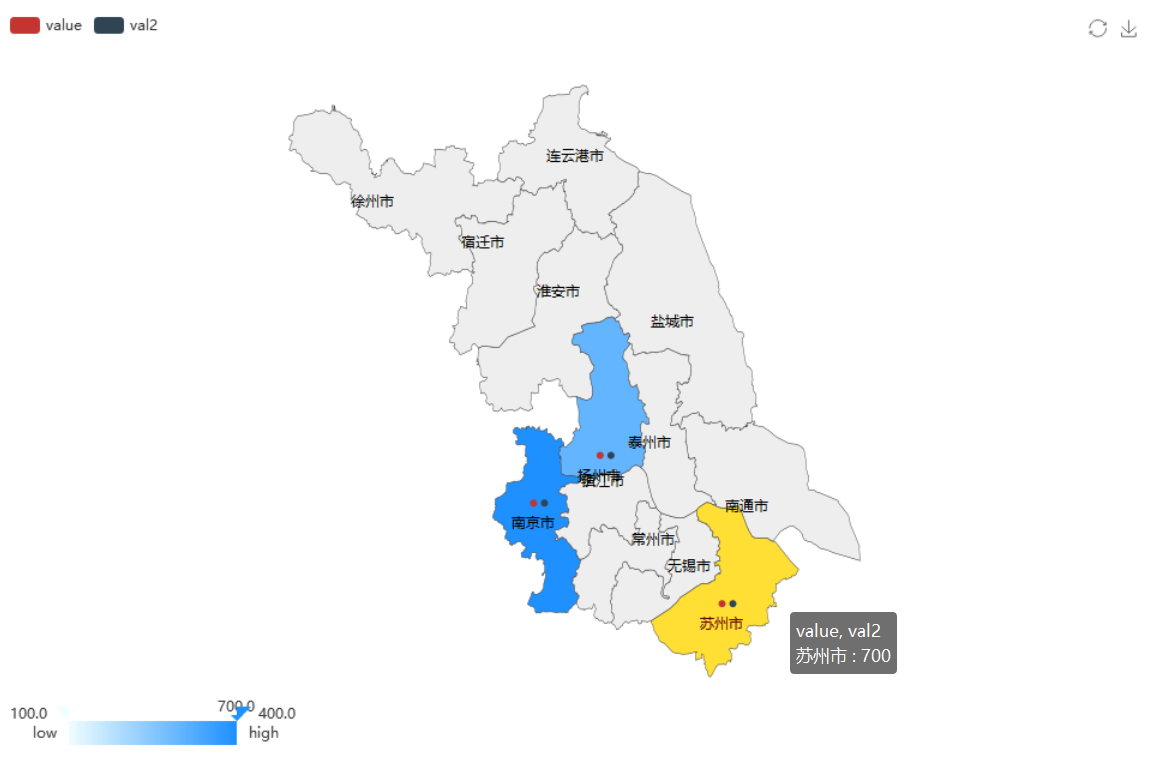 value val2
连云港市
徐州市
宿迁市
淮安市
盐城市
泰州市
扬州市
镇江市
南通市
南京市
常州市
无锡市
苏州市
value, val2
苏州市 : 700
100.0 700.0 400.0
low high